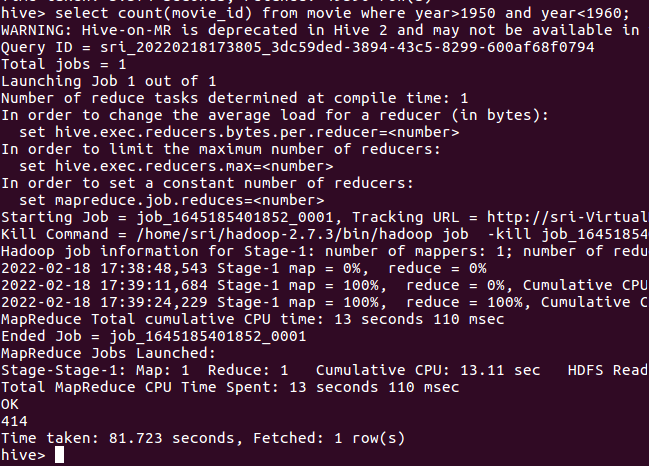 hive> select count(movie_id) from movie where year>1950 and year<1960;
WARNING: Hive-on-MR is deprecated in Hive 2 and may not be available in
Query ID = sri_20220218173805_3dc59ded-3894-43c5-8299-600af68f0794
Total jobs = 1
Launching Job 1 out of 1
Number of reduce tasks determined at compile time: 1
In order to change the average load for a reducer (in bytes):
  set hive.exec.reducers.bytes.per.reducer=<number>
In order to limit the maximum number of reducers:
  set hive.exec.reducers.max=<number>
In order to set a constant number of reducers:
  set mapreduce.job.reduces=<number>
Starting Job = job_1645185401852_0001, Tracking URL = http://sri-Virtual
Kill Command = /home/sri/hadoop-2.7.3/bin/hadoop job  -kill job_16451854
Hadoop job information for Stage-1: number of mappers: 1; number of redu
2022-02-18 17:38:48,543 Stage-1 map = 0%,  reduce = 0%
2022-02-18 17:39:11,684 Stage-1 map = 100%,  reduce = 0%, Cumulative CPU
2022-02-18 17:39:24,229 Stage-1 map = 100%,  reduce = 100%, Cumulative C
MapReduce Total cumulative CPU time: 13 seconds 110 msec
Ended Job = job_1645185401852_0001
MapReduce Jobs Launched:
Stage-Stage-1: Map: 1  Reduce: 1   Cumulative CPU: 13.11 sec   HDFS Read
Total MapReduce CPU Time Spent: 13 seconds 110 msec
OK
414
Time taken: 81.723 seconds, Fetched: 1 row(s)
hive>